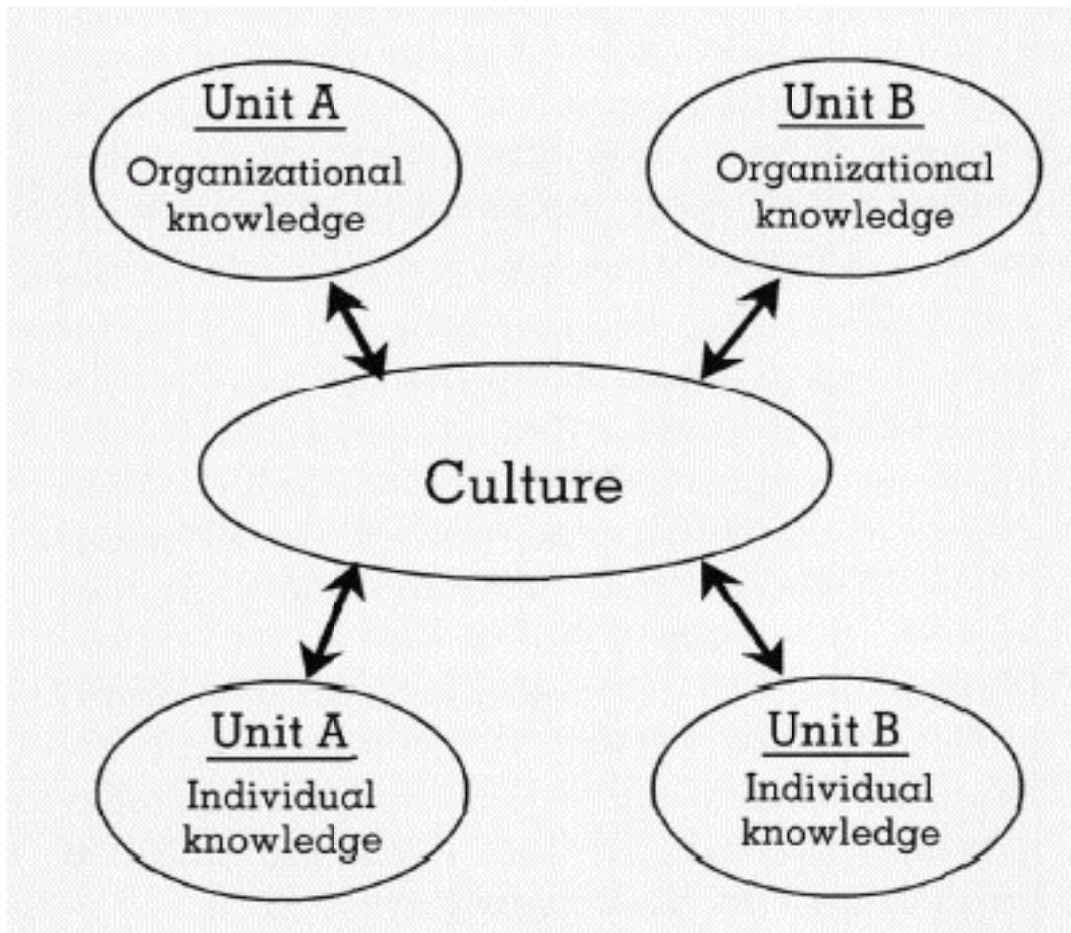 Unit A
Organizational
knowledge
Unit B
Organizational
knowledge
Culture
Unit A
Individual
knowledge
Unit B
Individual
knowledge